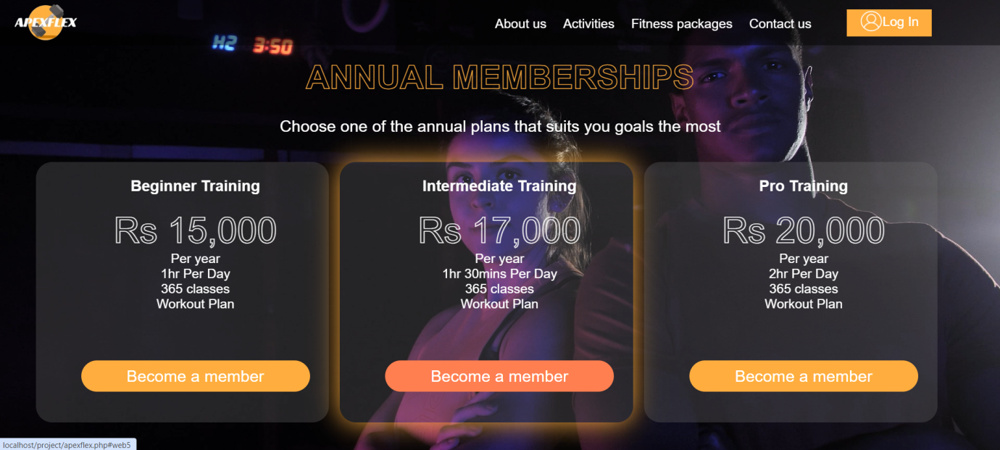 APEXFLEX
About us Activities Fitness packages Contact us Log In
H2 3:50
ANNUAL MEMBERSHIPS
Choose one of the annual plans that suits you goals the most
Beginner Training
Rs 15,000
Per year
1hr Per Day
365 classes
Workout Plan
Become a member
Intermediate Training
Rs 17,000
Per year
1hr 30mins Per Day
365 classes
Workout Plan
Become a member
Pro Training
Rs 20,000
Per year
2hr Per Day
365 classes
Workout Plan
Become a member
localhost/project/apexflex.php#web5